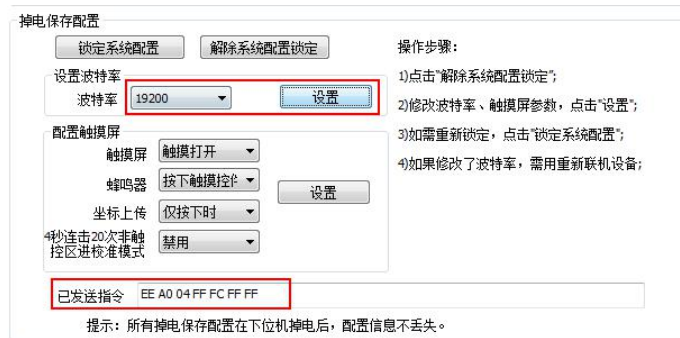 掉电保存配置
锁定系统配置 解除系统配置锁定
设置波特率
波特率 19200 设置
配置触摸屏
触摸屏 触摸打开
蜂鸣器 按下触摸控件
设置
坐标上传 仅按下时
4秒连击20次非触
控区进校准模式 禁用
操作步骤：
1)点击"解除系统配置锁定";
2)修改波特率、触摸屏参数，点击"设置";
3)如需重新锁定，点击"锁定系统配置";
4)如果修改了波特率，需用重新联机设备;
已发送指令 EE A0 04 FF FC FF FF
提示：所有掉电保存配置在下位机掉电后，配置信息不丢失。